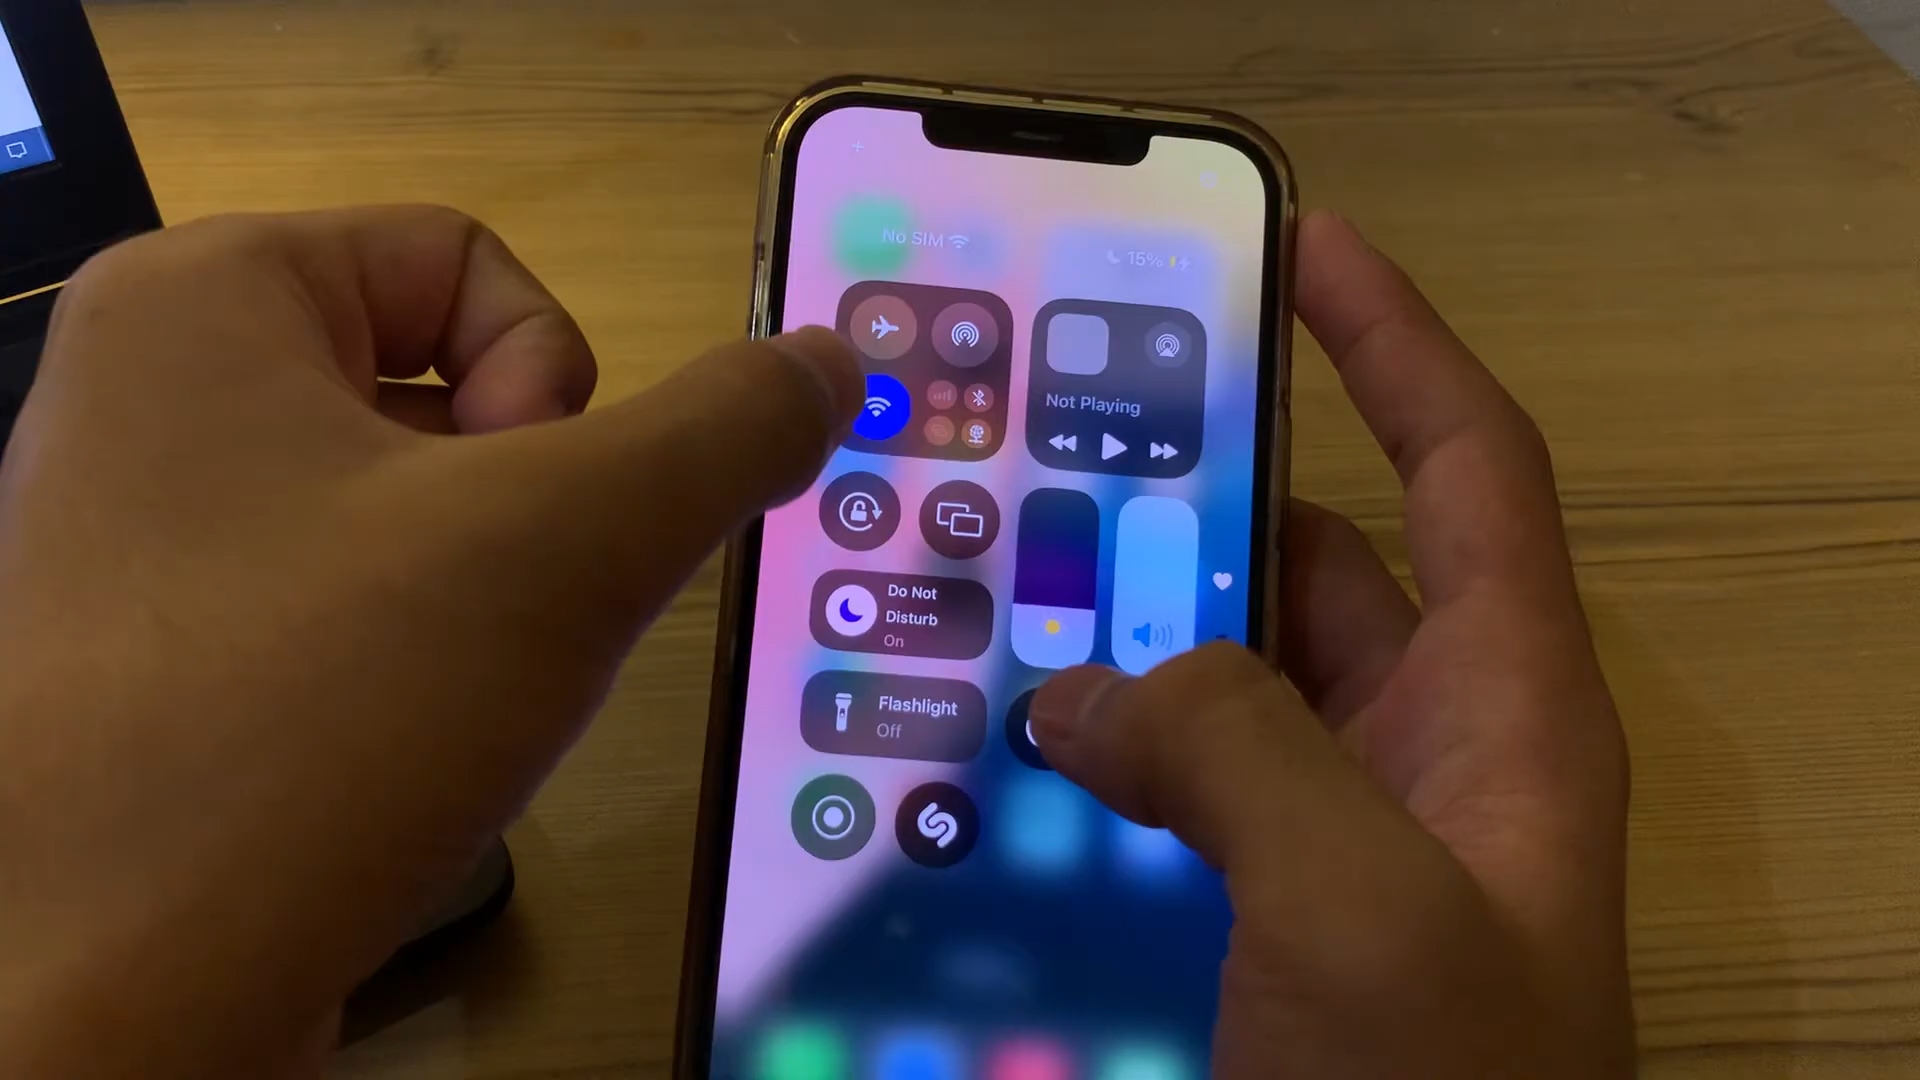 No SIM
15%
Not Playing
Do Not
Disturb
On
Flashlight
Off